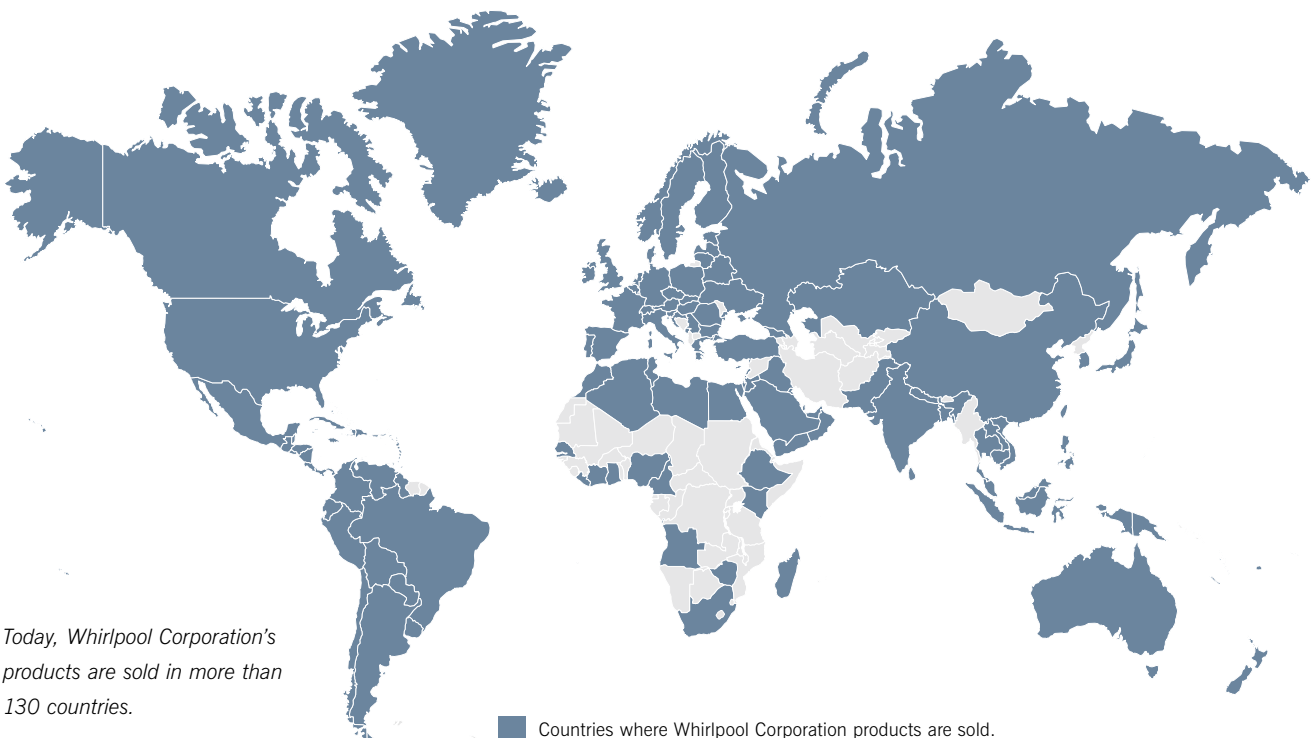 Today, Whirlpool Corporation’s
products are sold in more than
130 countries.
Countries where Whirlpool Corporation products are sold.